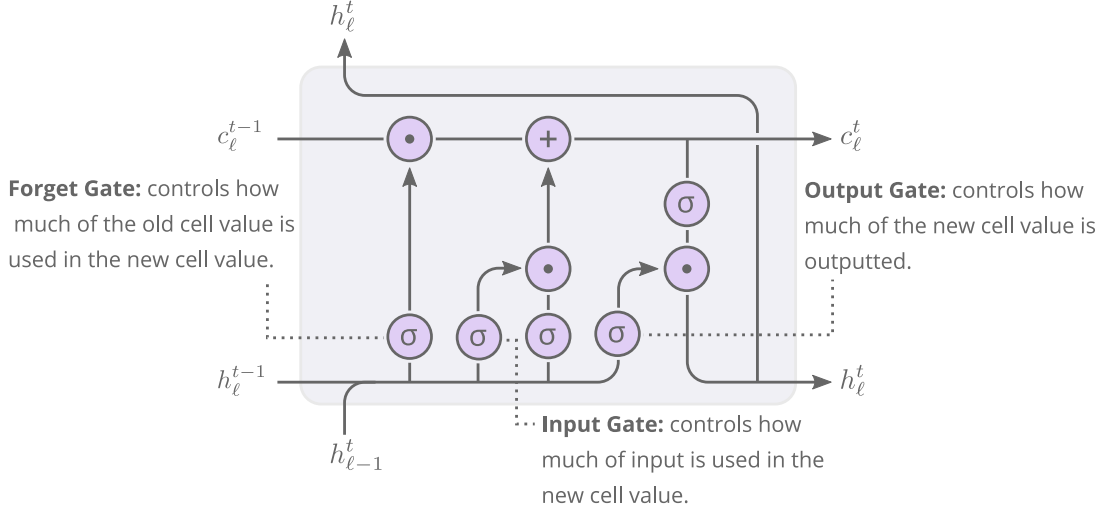 h_ℓ^t
c_ℓ^{t−1}
c_ℓ^t
Forget Gate: controls how
much of the old cell value is
used in the new cell value.
Output Gate: controls how
much of the new cell value is
outputted.
+
σ
σ
σ
σ
σ
h_ℓ^{t−1}
h_ℓ^t
h_{ℓ−1}^t
Input Gate: controls how
much of input is used in the
new cell value.